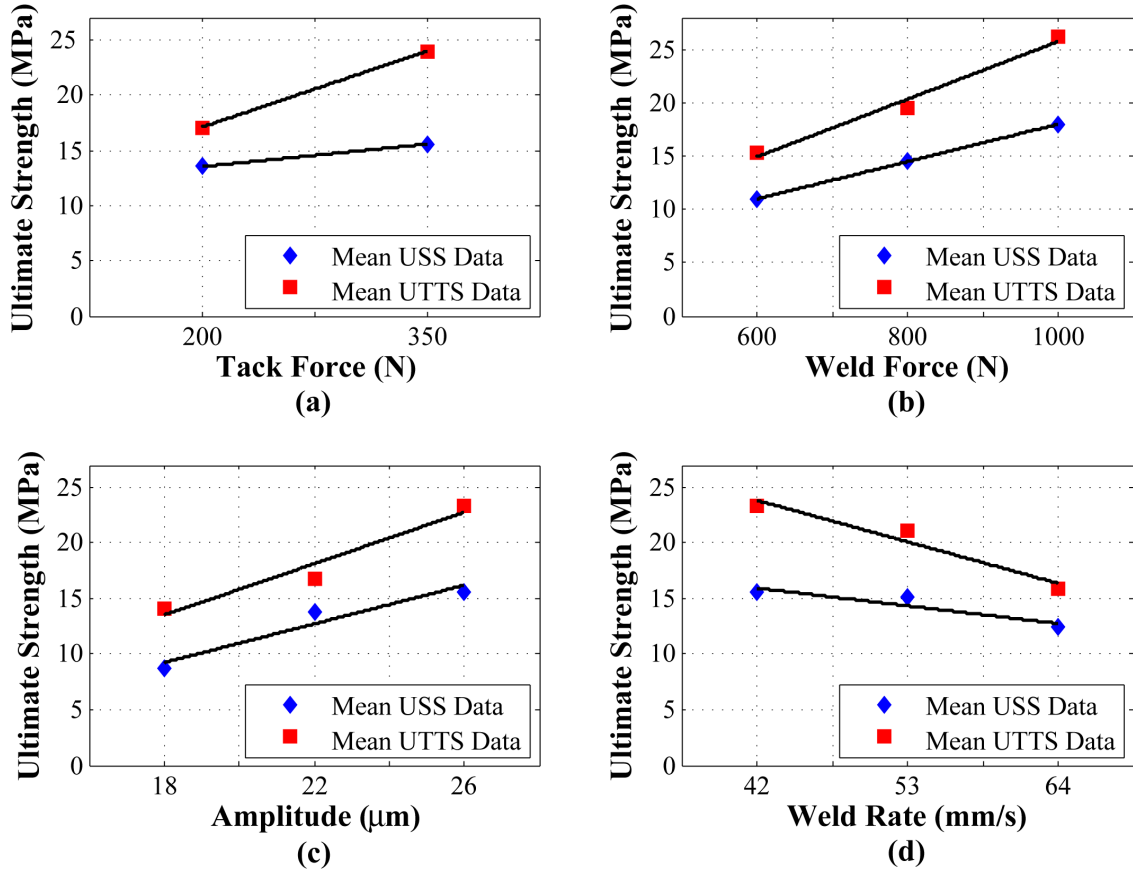 Ultimate Strength (MPa)
25
20
15
10
5
0
Mean USS Data
Mean UTTS Data
200
350
Tack Force (N)
(a)
Ultimate Strength (MPa)
25
20
15
10
5
0
Mean USS Data
Mean UTTS Data
600
800
1000
Weld Force (N)
(b)
Ultimate Strength (MPa)
25
20
15
10
5
0
Mean USS Data
Mean UTTS Data
18
22
26
Amplitude (μm)
(c)
Ultimate Strength (MPa)
25
20
15
10
5
0
Mean USS Data
Mean UTTS Data
42
53
64
Weld Rate (mm/s)
(d)